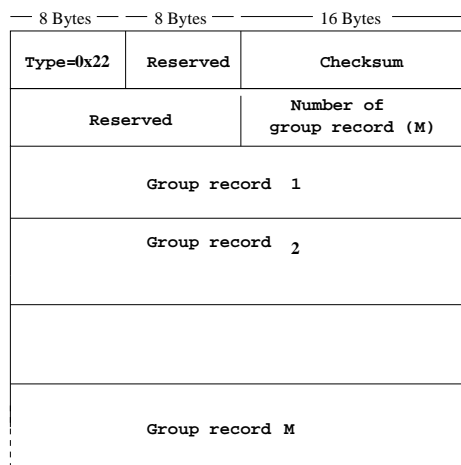 8 Bytes 8 Bytes 16 Bytes
Type=0x22 Reserved Checksum
Reserved Number of
group record (M)
Group record 1
Group record 2
Group record M